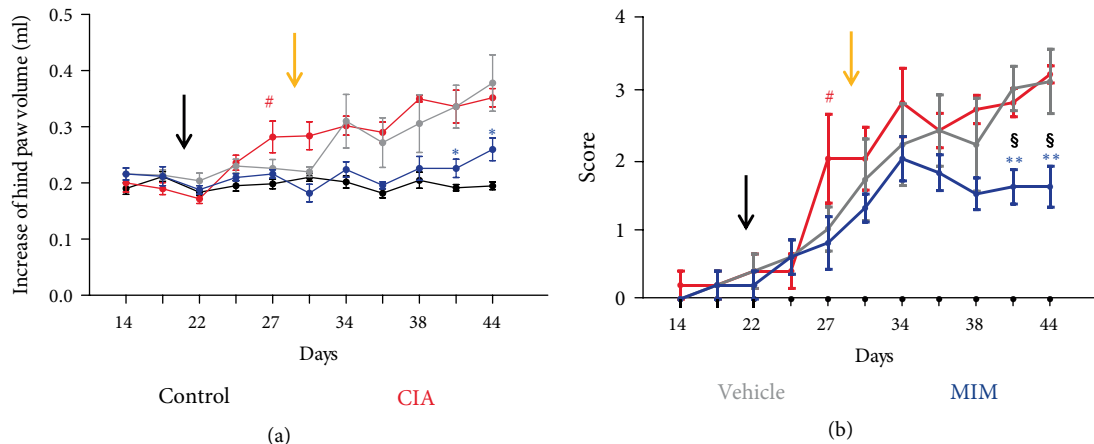 Increase of hind paw volume (ml)
0.5
0.4
0.3
0.2
0.1
0.0
#
*
*
14 22 27 34 38 44
Days
Control CIA
(a)
Score
4
3
2
1
0
#
§ §
** **
14 22 27 34 38 44
Days
Vehicle MIM
(b)